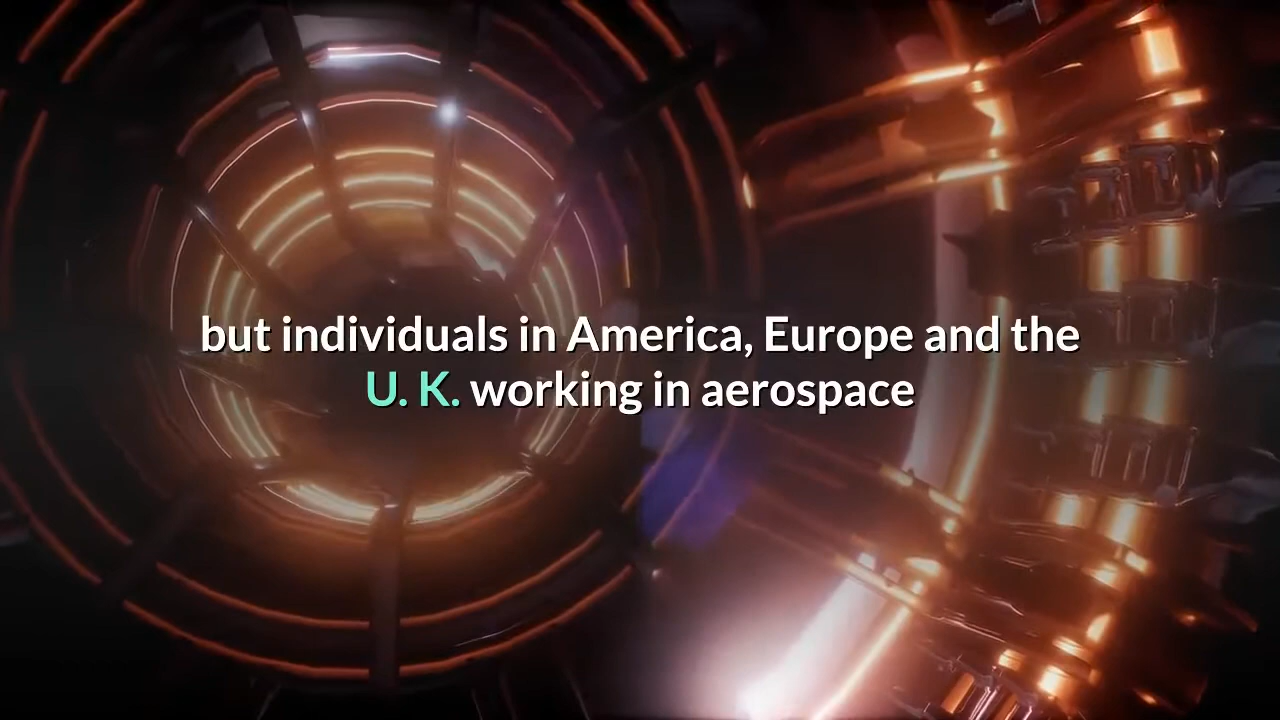 but individuals in America, Europe and the
U. K. working in aerospace